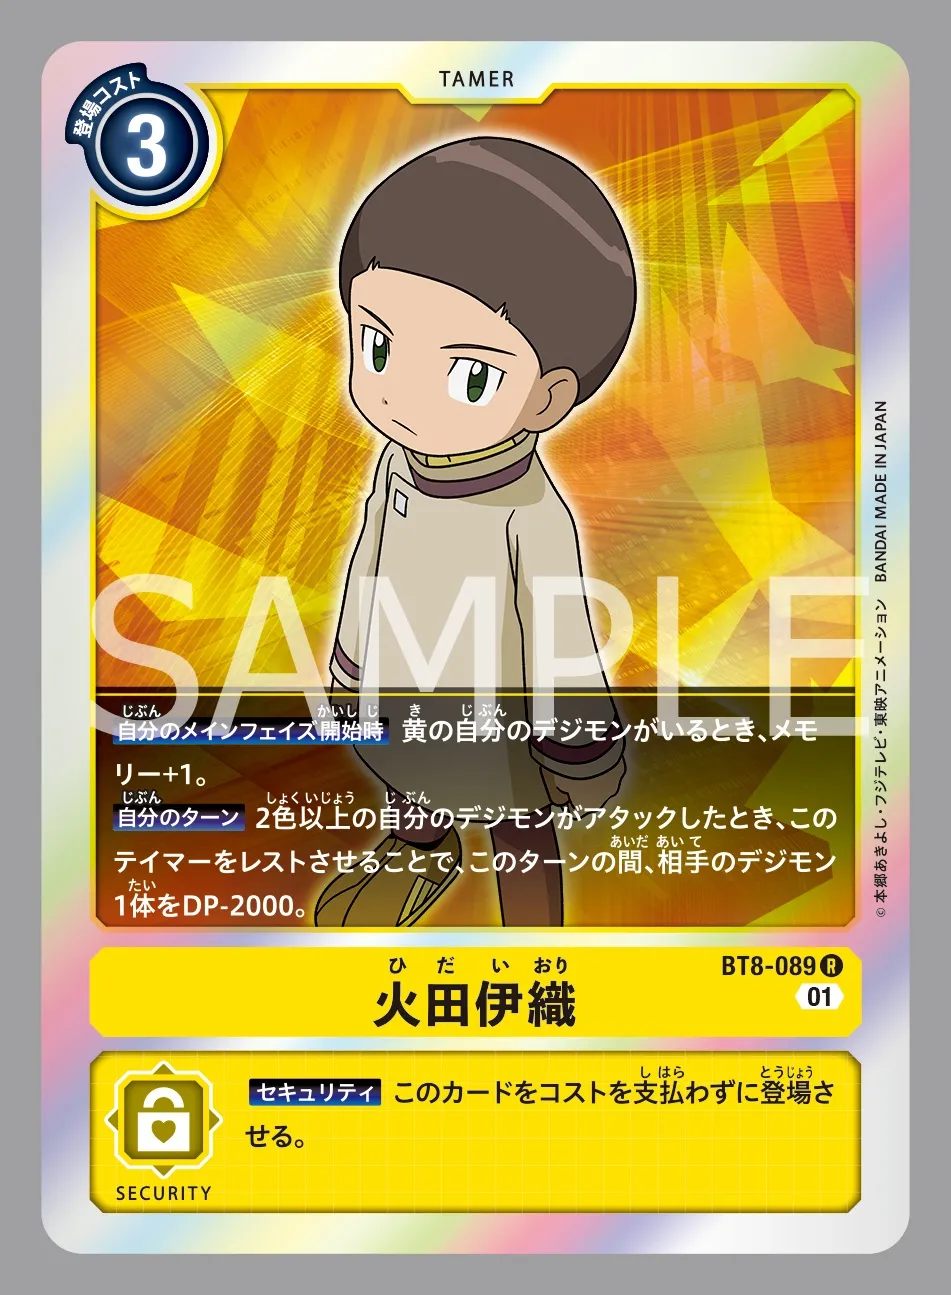 TAMER
登場コスト
3
自分のメインフェイズ開始時 黄の自分のデジモンがいるとき、メモ
リー+1。
自分のターン 2色以上の自分のデジモンがアタックしたとき、この
テイマーをレストさせることで、このターンの間、相手のデジモン
1体をDP-2000。
SAMPLE
©本郷あきよし・フジテレビ・東映アニメーション BANDAI MADE IN JAPAN
ひだいおり
火田伊織
BT8-089 R
01
セキュリティ このカードをコストを支払わずに登場さ
せる。
SECURITY